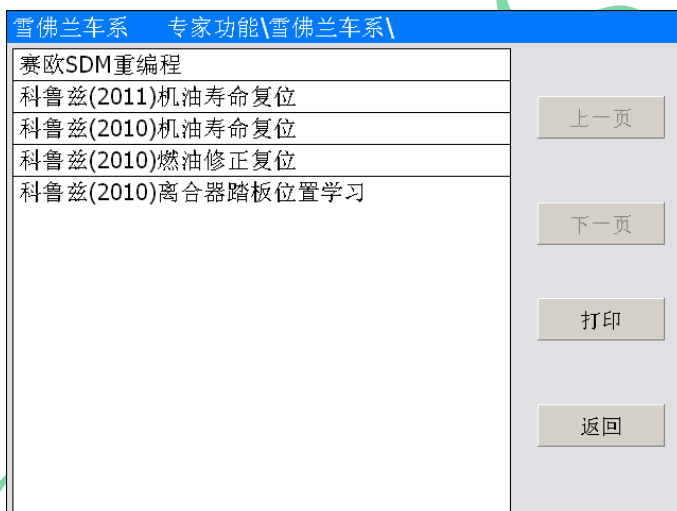 雪佛兰车系 专家功能\雪佛兰车系\
赛欧SDM重编程
科鲁兹(2011)机油寿命复位
科鲁兹(2010)机油寿命复位
科鲁兹(2010)燃油修正复位
科鲁兹(2010)离合器踏板位置学习
上一页
下一页
打印
返回